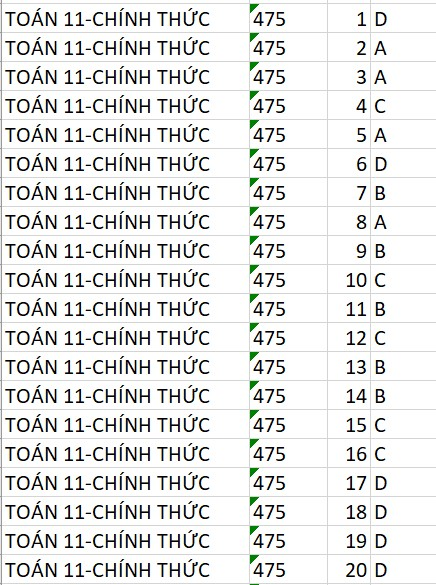 TOÁN 11-CHÍNH THỨC 475 1 D
TOÁN 11-CHÍNH THỨC 475 2 A
TOÁN 11-CHÍNH THỨC 475 3 A
TOÁN 11-CHÍNH THỨC 475 4 C
TOÁN 11-CHÍNH THỨC 475 5 A
TOÁN 11-CHÍNH THỨC 475 6 D
TOÁN 11-CHÍNH THỨC 475 7 B
TOÁN 11-CHÍNH THỨC 475 8 A
TOÁN 11-CHÍNH THỨC 475 9 B
TOÁN 11-CHÍNH THỨC 475 10 C
TOÁN 11-CHÍNH THỨC 475 11 B
TOÁN 11-CHÍNH THỨC 475 12 C
TOÁN 11-CHÍNH THỨC 475 13 B
TOÁN 11-CHÍNH THỨC 475 14 B
TOÁN 11-CHÍNH THỨC 475 15 C
TOÁN 11-CHÍNH THỨC 475 16 C
TOÁN 11-CHÍNH THỨC 475 17 D
TOÁN 11-CHÍNH THỨC 475 18 D
TOÁN 11-CHÍNH THỨC 475 19 D
TOÁN 11-CHÍNH THỨC 475 20 D